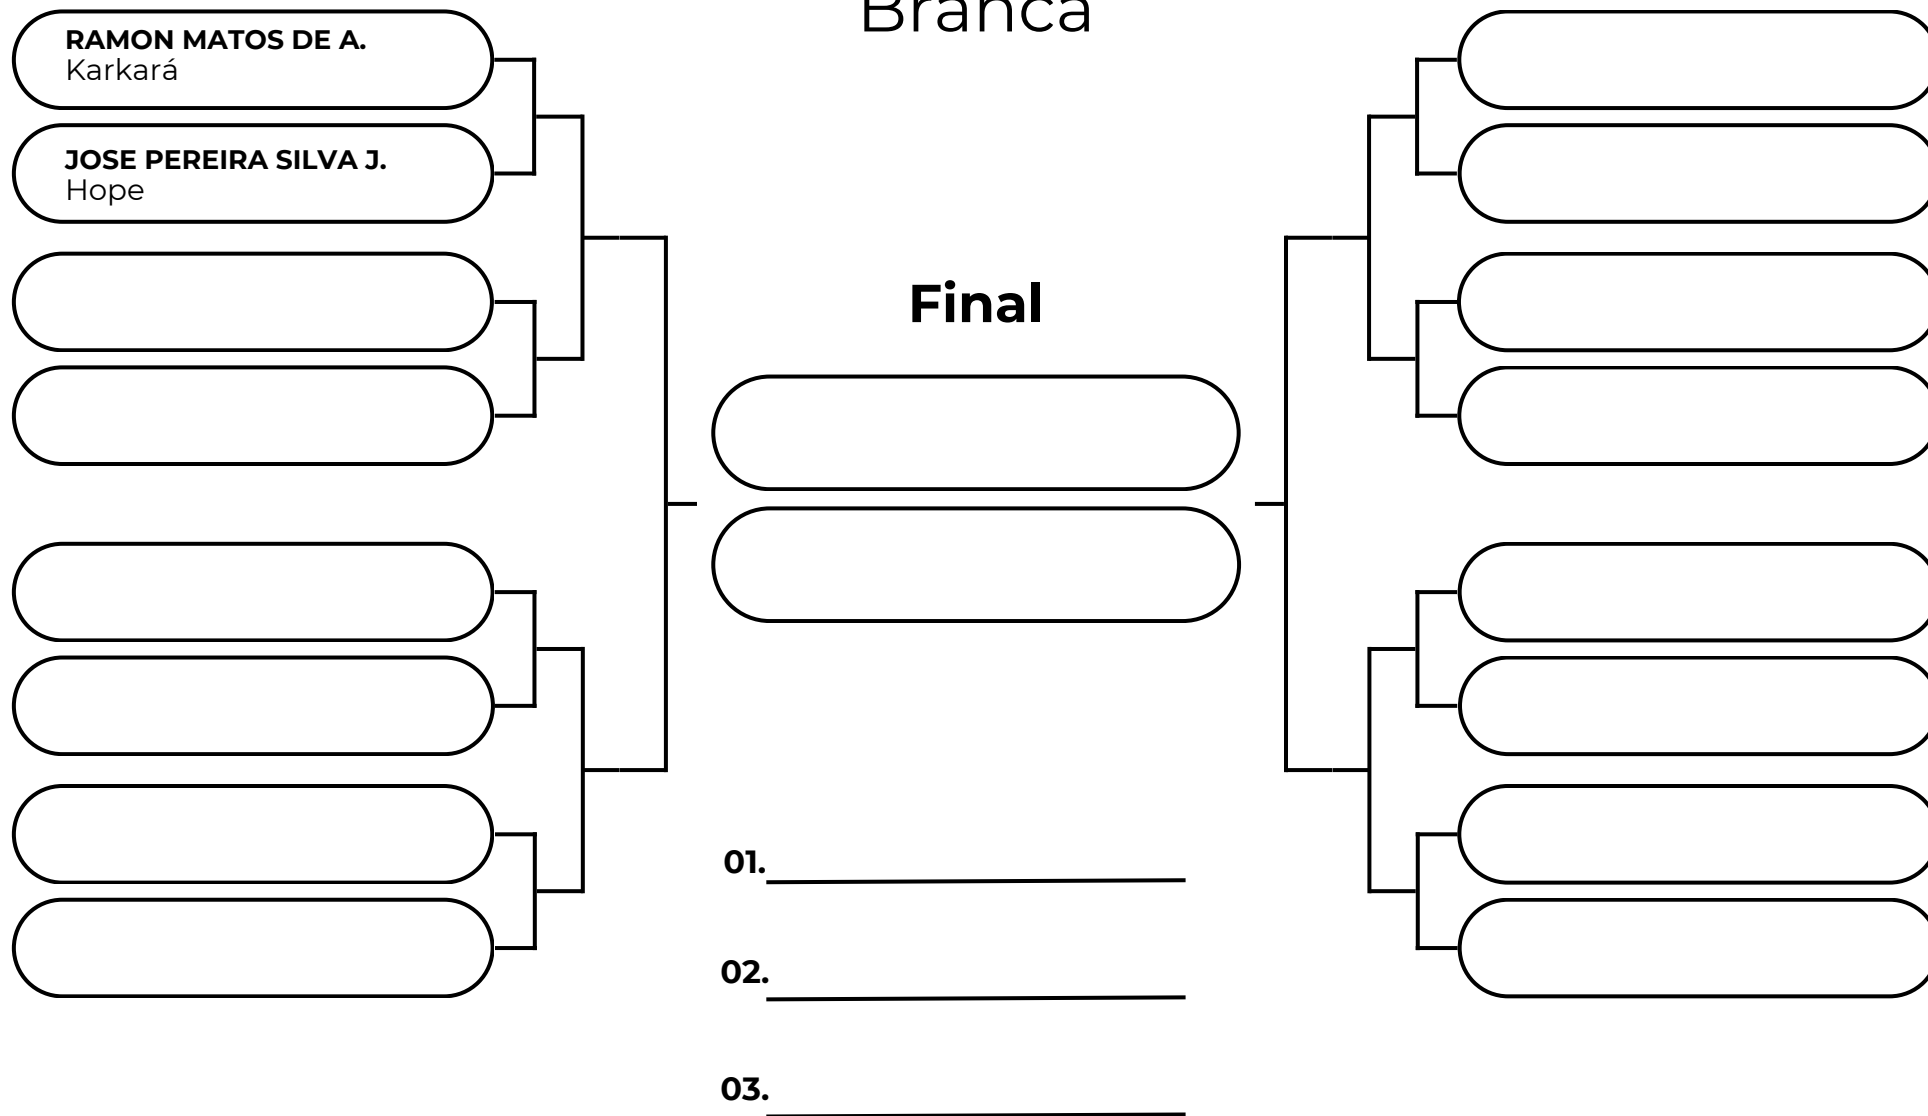 Branca
RAMON MATOS DE A.
Karkará
JOSE PEREIRA SILVA J.
Hope
Final
01.
02.
03.